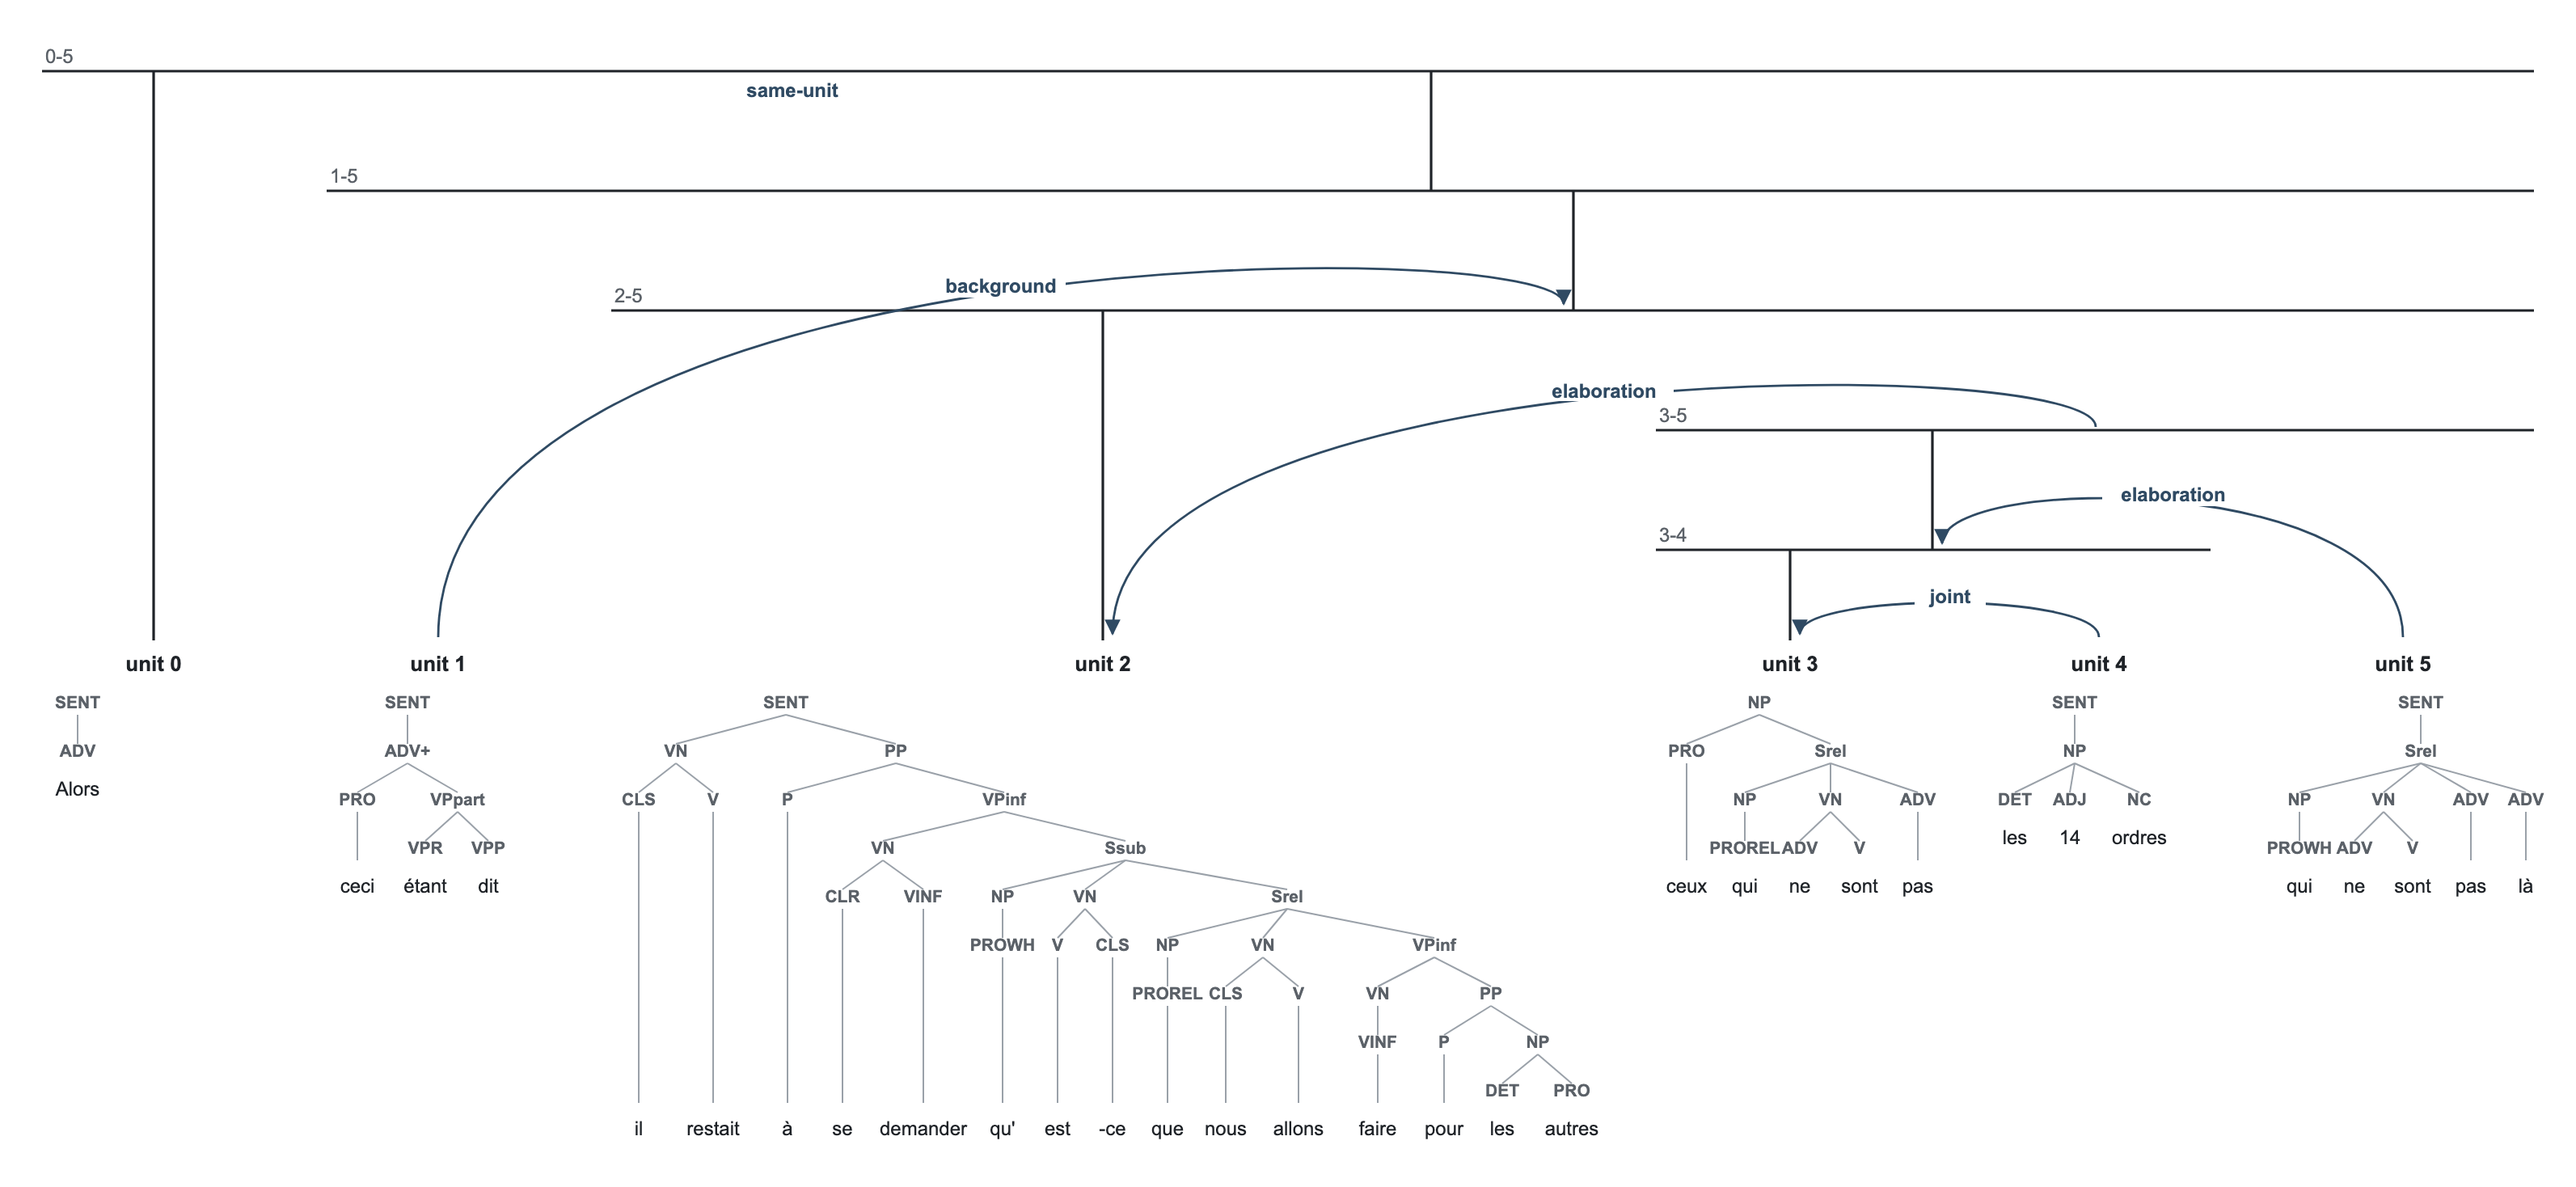 0-5
same-unit
1-5
background
2-5
elaboration
3-5
elaboration
3-4
joint
unit 0 unit 1 unit 2 unit 3 unit 4 unit 5
SENT SENT SENT NP SENT SENT
ADV ADV+ VN PP PRO Srel NP Srel
Alors
PRO VPpart CLS V P VPinf NP VN ADV DET ADJ NC NP VN ADV ADV
les 14 ordres
VPR VPP VN Ssub PROREL ADV V PROWH ADV V
ceci étant dit ceux qui ne sont pas qui ne sont pas là
CLR VINF NP VN Srel
PROWH V CLS NP VN VPinf
PROREL CLS V VN PP
VINF P NP
DET PRO
il restait à se demander qu' est -ce que nous allons faire pour les autres